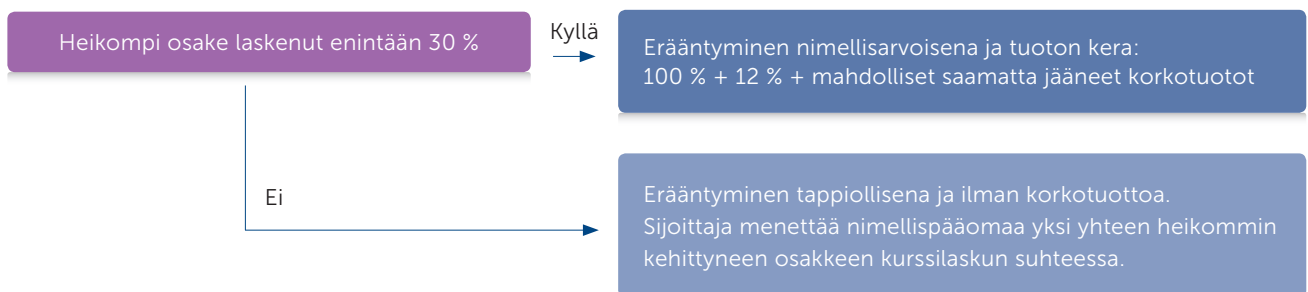 Heikompi osake laskenut enintään 30 %
Kyllä
Erääntyminen nimellisarvoisena ja tuoton kera:
100 % + 12 % + mahdolliset saamatta jääneet korkotuotot
Ei
Erääntyminen tappiollisena ja ilman korkotuottoa.
Sijoittaja menettää nimellispääomaa yksi yhteen heikommin
kehittyneen osakkeen kurssilaskun suhteessa.